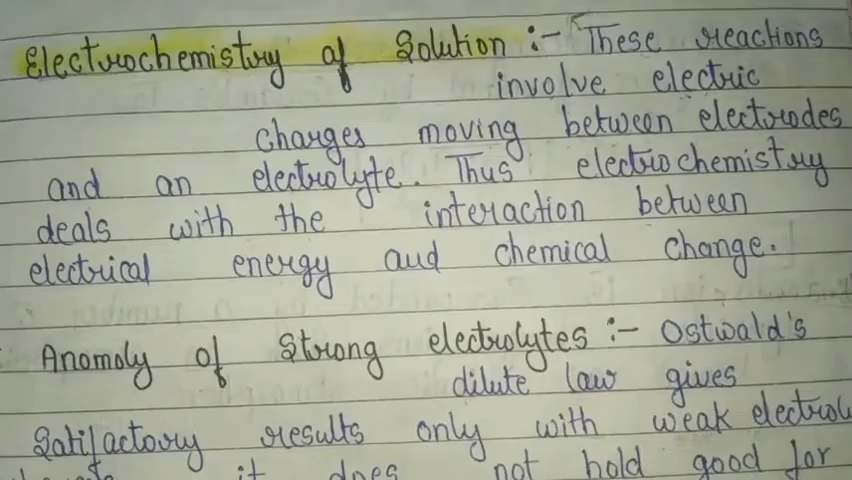 Electrochemistry of Solution :- These reactions
involve electric
charges moving between electrodes
and an electrolyte. Thus electrochemistry
deals with the interaction between
electrical energy and chemical change.
Anomoly of Strong electrolytes :- Ostwald's
dilute law gives
Satifactory results only with weak electrol
it does not hold good for